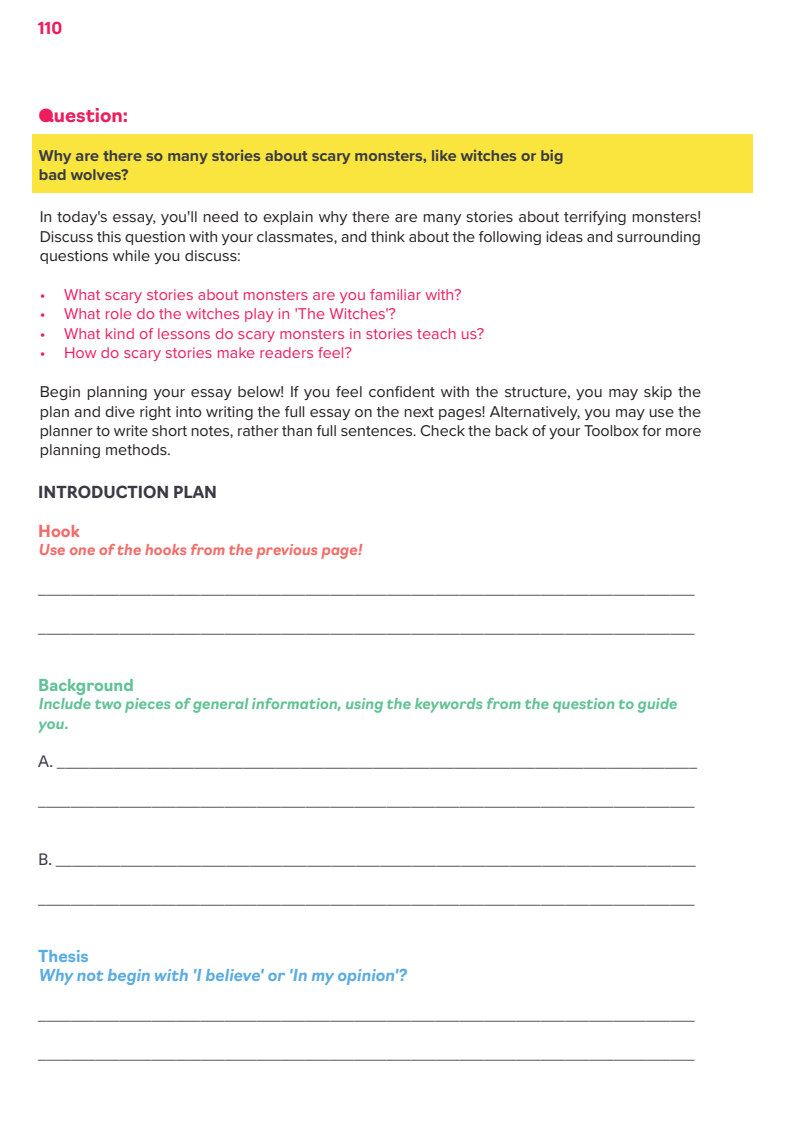 110
Question:
Why are there so many stories about scary monsters, like witches or big
bad wolves?
In today's essay, you'll need to explain why there are many stories about terrifying monsters!
Discuss this question with your classmates, and think about the following ideas and surrounding
questions while you discuss:
• What scary stories about monsters are you familiar with?
• What role do the witches play in 'The Witches'?
• What kind of lessons do scary monsters in stories teach us?
• How do scary stories make readers feel?
Begin planning your essay below! If you feel confident with the structure, you may skip the
plan and dive right into writing the full essay on the next pages! Alternatively, you may use the
planner to write short notes, rather than full sentences. Check the back of your Toolbox for more
planning methods.
INTRODUCTION PLAN
Hook
Use one of the hooks from the previous page!
Background
Include two pieces of general information, using the keywords from the question to guide
you.
A.
B.
Thesis
Why not begin with 'I believe' or 'In my opinion'?